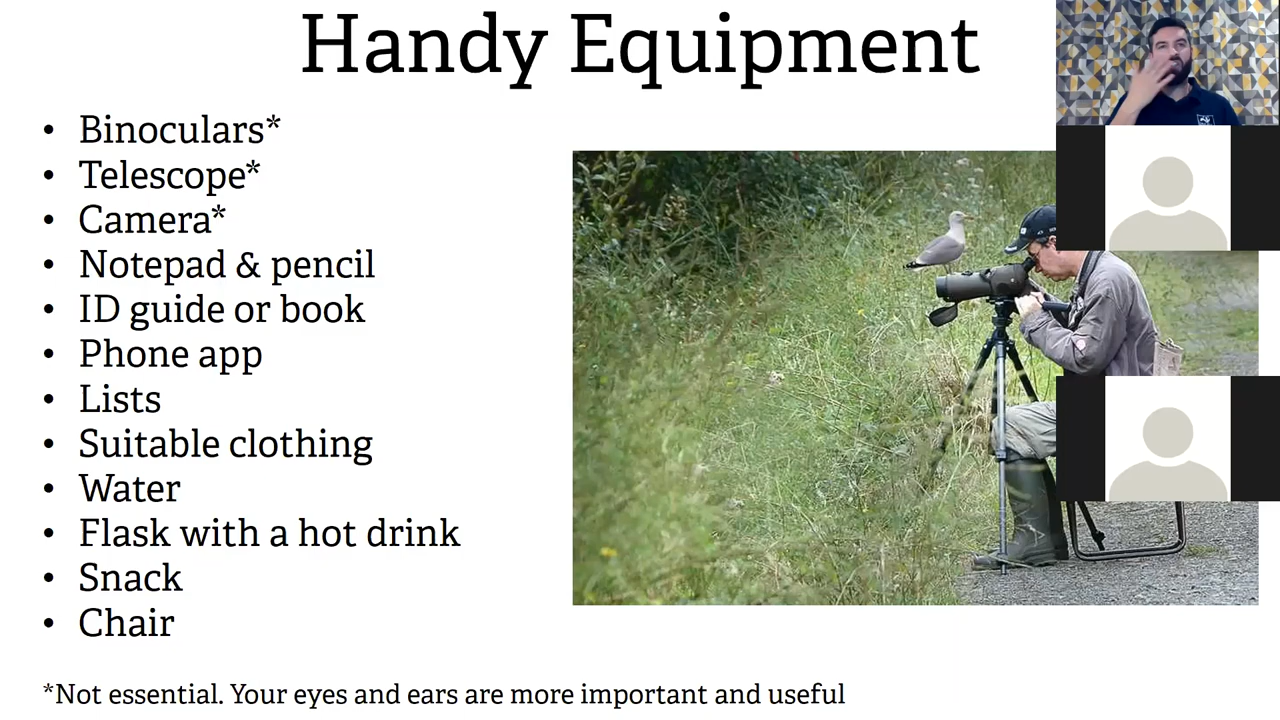 Handy Equipment
• Binoculars*
• Telescope*
• Camera*
• Notepad & pencil
• ID guide or book
• Phone app
• Lists
• Suitable clothing
• Water
• Flask with a hot drink
• Snack
• Chair
*Not essential. Your eyes and ears are more important and useful